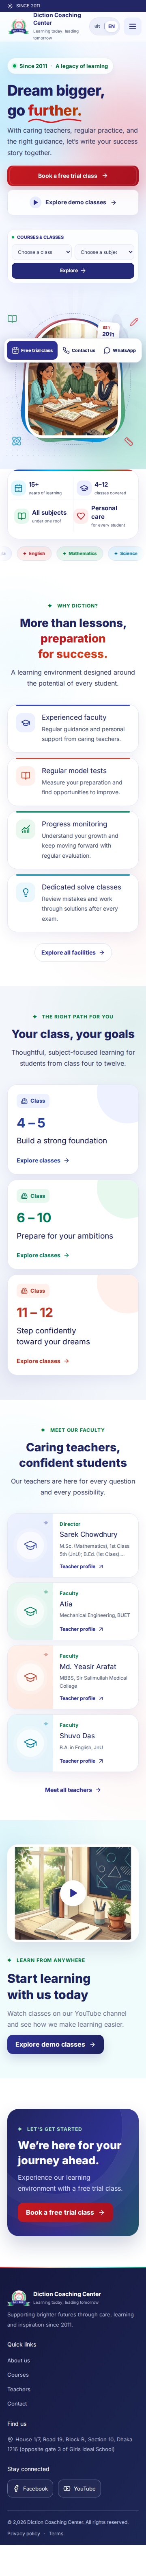 SINCE 2011
Diction Coaching
Center
Learning today, leading
tomorrow
বাং EN
Since 2011 · A legacy of learning
Dream bigger,
go further.
With caring teachers, regular practice, and
the right guidance, let's write your success
story together.
Book a free trial class →
Explore demo classes →
COURSES & CLASSES
Choose a class
Choose a subject
Explore →
EST
2011
Free trial class
Contact us
WhatsApp
15+
years of learning
4–12
classes covered
All subjects
under one roof
Personal
care
for every student
English
Mathematics
Science
WHY DICTION?
More than lessons,
preparation
for success.
A learning environment designed around
the potential of every student.
Experienced faculty
Regular guidance and personal
support from caring teachers.
Regular model tests
Measure your preparation and
find opportunities to improve.
Progress monitoring
Understand your growth and
keep moving forward with
regular evaluation.
Dedicated solve classes
Review mistakes and work
through solutions after every
exam.
Explore all facilities →
THE RIGHT PATH FOR YOU
Your class, your goals
Thoughtful, subject-focused learning for
students from class four to twelve.
Class
4 – 5
Build a strong foundation
Explore classes →
Class
6 – 10
Prepare for your ambitions
Explore classes →
Class
11 – 12
Step confidently
toward your dreams
Explore classes →
MEET OUR FACULTY
Caring teachers,
confident students
Our teachers are here for every question
and every possibility.
Director
Sarek Chowdhury
M.Sc. (Mathematics), 1st Class
5th (JnU); B.Ed. (1st Class)....
Teacher profile ↗
Faculty
Atia
Mechanical Engineering, BUET
Teacher profile ↗
Faculty
Md. Yeasir Arafat
MBBS, Sir Salimullah Medical
College
Teacher profile ↗
Faculty
Shuvo Das
B.A. in English, JnU
Teacher profile ↗
Meet all teachers →
LEARN FROM ANYWHERE
Start learning
with us today
Watch classes on our YouTube channel
and see how we make learning easier.
Explore demo classes →
LET'S GET STARTED
We're here for your
journey ahead.
Experience our learning
environment with a free trial class.
Book a free trial class →
Diction Coaching Center
Learning today, leading tomorrow
Supporting brighter futures through care, learning
and inspiration since 2011.
Quick links
About us
Courses
Teachers
Contact
Find us
House 1/7, Road 19, Block B, Section 10, Dhaka
1216 (opposite gate 3 of Girls Ideal School)
Stay connected
Facebook
YouTube
© 2026 Diction Coaching Center. All rights reserved.
Privacy policy · Terms